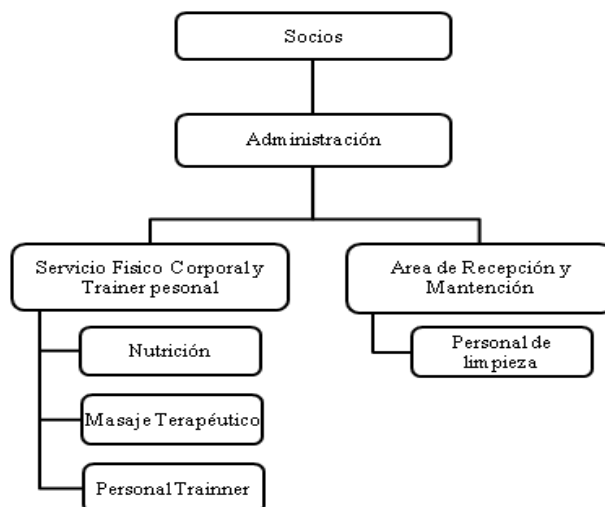 Socios
Administración
Servicio Fisico Corporal y
Trainer pesonal
Nutrición
Masaje Terapéutico
Personal Trainner
Area de Recepción y
Mantención
Personal de
limpieza